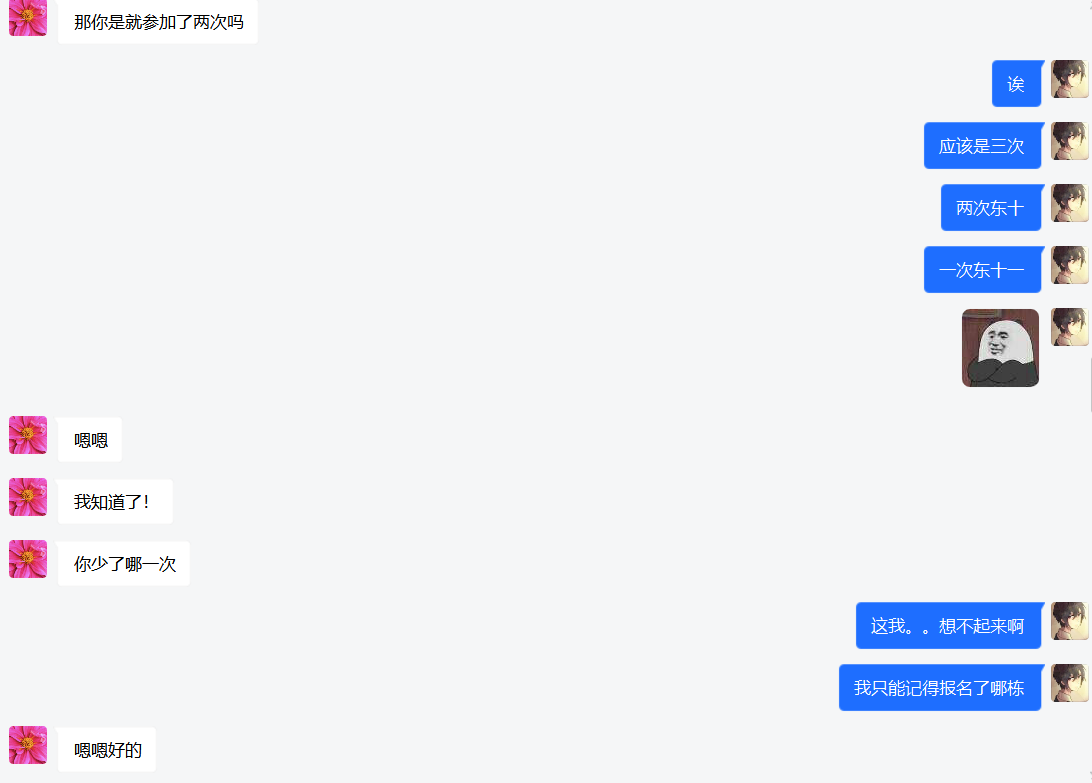 那你是就参加了两次吗
诶
应该是三次
两次东十
一次东十一
嗯嗯
我知道了！
你少了哪一次
这我。。想不起来啊
我只能记得报名了哪栋
嗯嗯好的